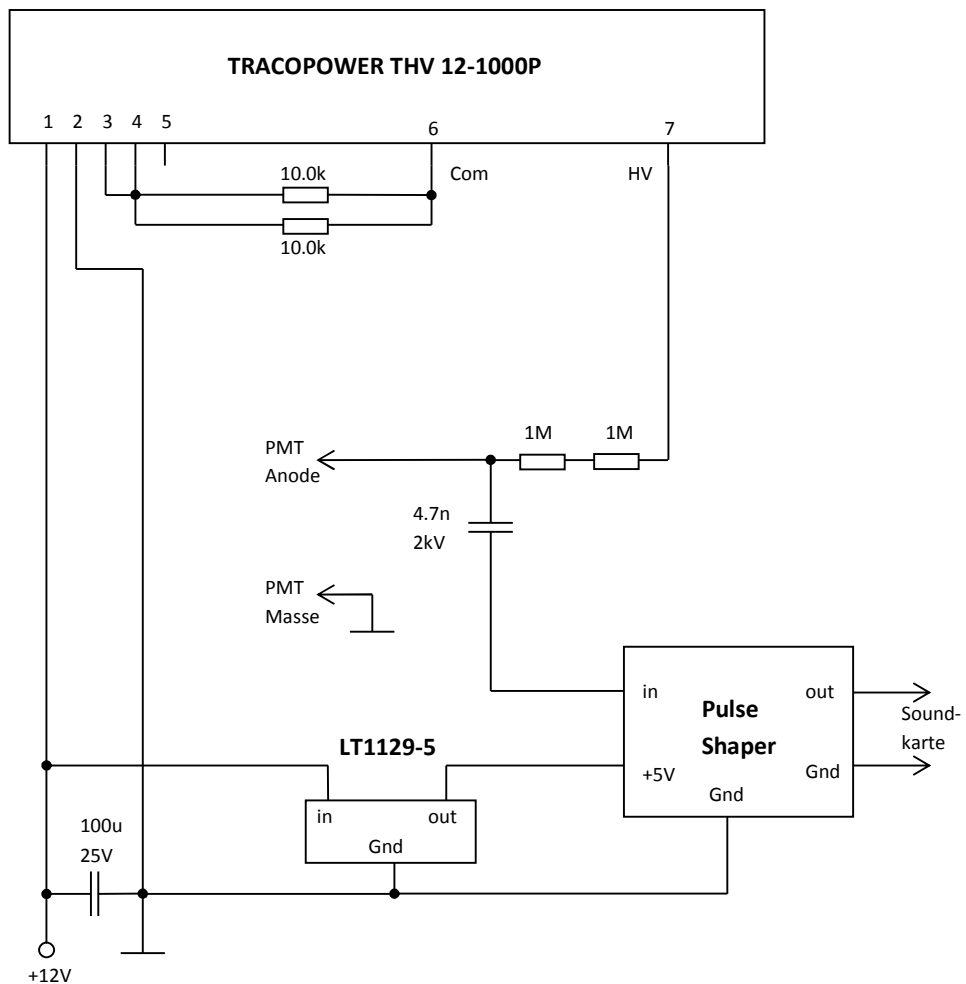 TRACOPOWER THV 12-1000P
1 2 3 4 5 6 7
10.0k
Com
HV
10.0k
1M
1M
PMT
Anode
4.7n
2kV
PMT
Masse
in
out
Pulse
Shaper
Sound-
karte
LT1129-5
+5V
Gnd
Gnd
in
out
Gnd
100u
25V
+12V